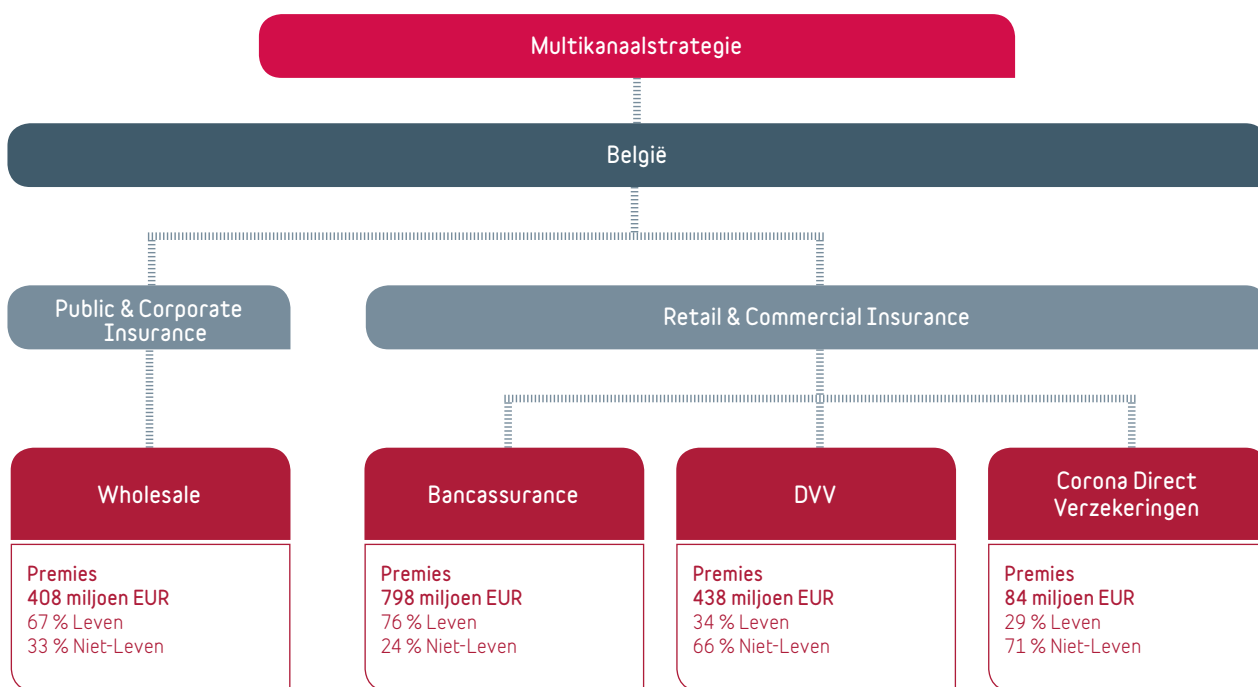 Multikanaalstrategie
België
Public & Corporate
Insurance
Retail & Commercial Insurance
Wholesale
Premies
408 miljoen EUR
67 % Leven
33 % Niet-Leven
Bancassurance
Premies
798 miljoen EUR
76 % Leven
24 % Niet-Leven
DVV
Premies
438 miljoen EUR
34 % Leven
66 % Niet-Leven
Corona Direct
Verzekeringen
Premies
84 miljoen EUR
29 % Leven
71 % Niet-Leven